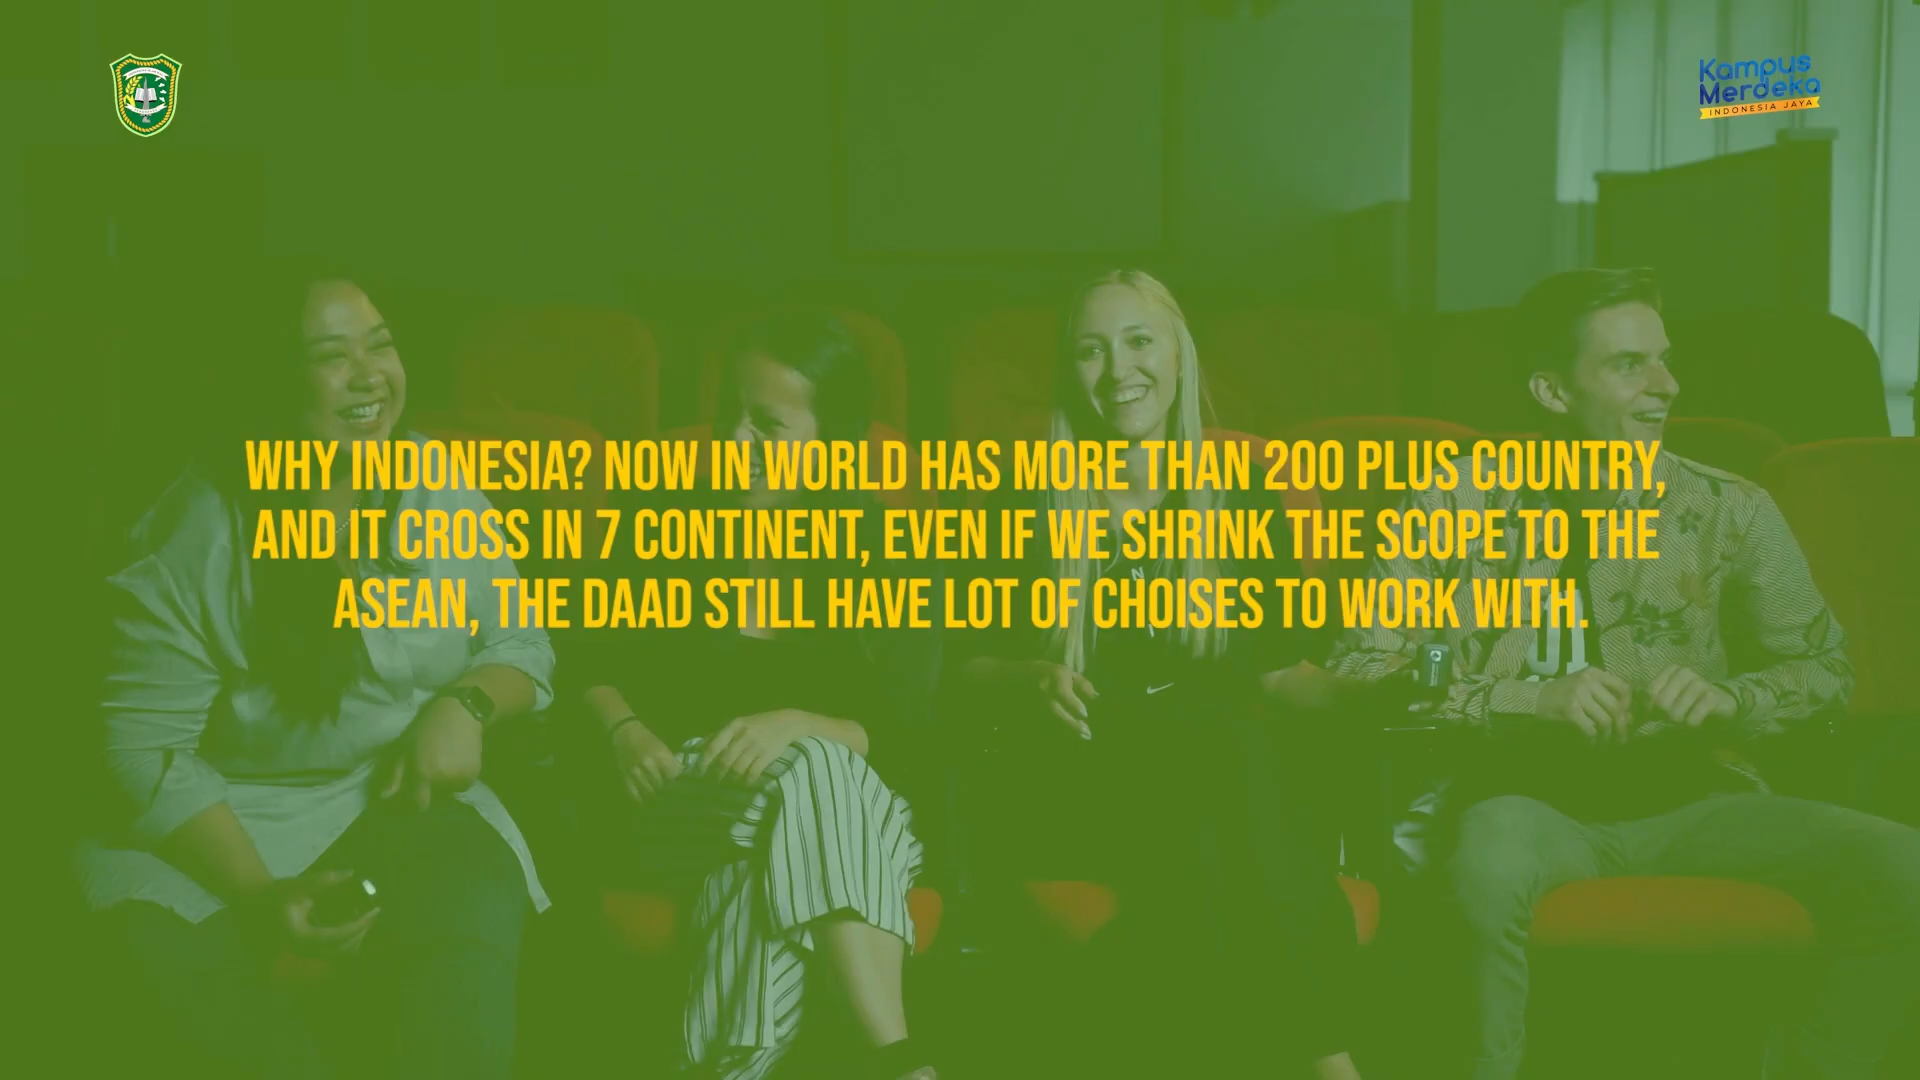 Kampus
Merdeka
INDONESIA JAYA
WHY INDONESIA? NOW IN WORLD HAS MORE THAN 200 PLUS COUNTRY,
AND IT CROSS IN 7 CONTINENT, EVEN IF WE SHRINK THE SCOPE TO THE
ASEAN, THE DAAD STILL HAVE LOT OF CHOISES TO WORK WITH.
01